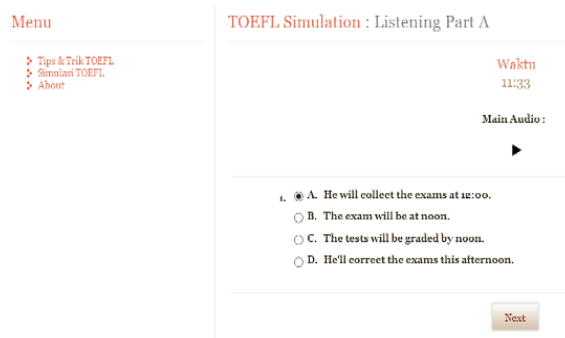 Menu
Tips & Trik TOEFL
Simulasi TOEFL
About
TOEFL Simulation : Listening Part A
Waktu
11:33
Main Audio :
1.
A. He will collect the exams at 12:00.
B. The exam will be at noon.
C. The tests will be graded by noon.
D. He'll correct the exams this afternoon.
Next